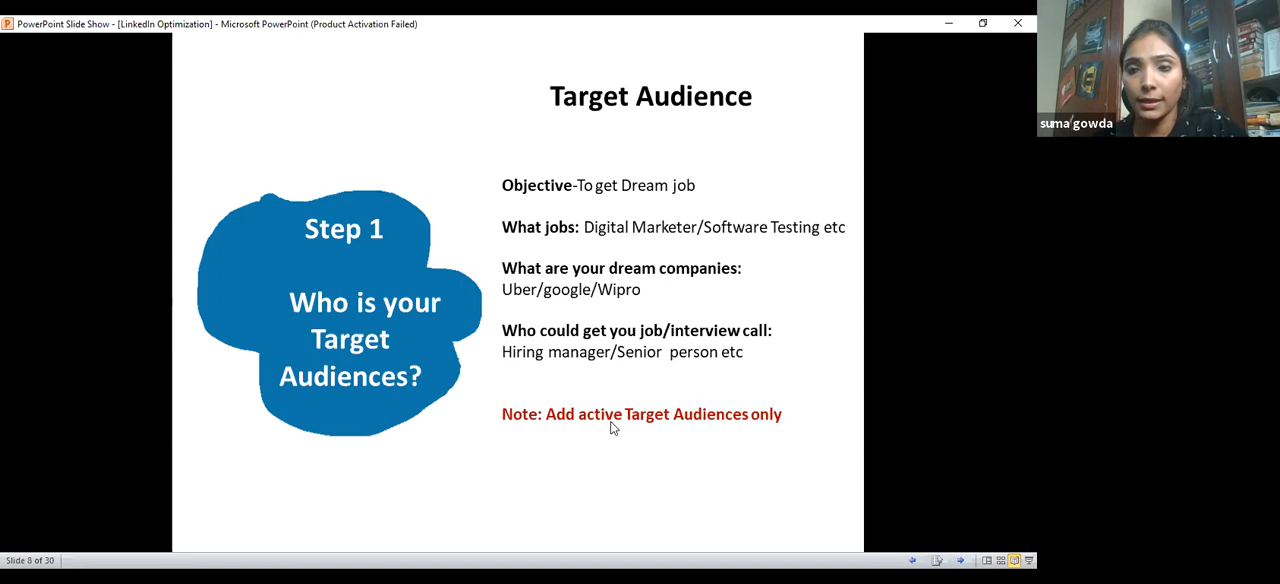 PowerPoint Slide Show - [LinkedIn Optimization] - Microsoft PowerPoint (Product Activation Failed)
suma gowda
Target Audience
Step 1
Who is your
Target
Audiences?
Objective-To get Dream job
What jobs: Digital Marketer/Software Testing etc
What are your dream companies:
Uber/google/Wipro
Who could get you job/interview call:
Hiring manager/Senior person etc
Note: Add active Target Audiences only
Slide 8 of 30